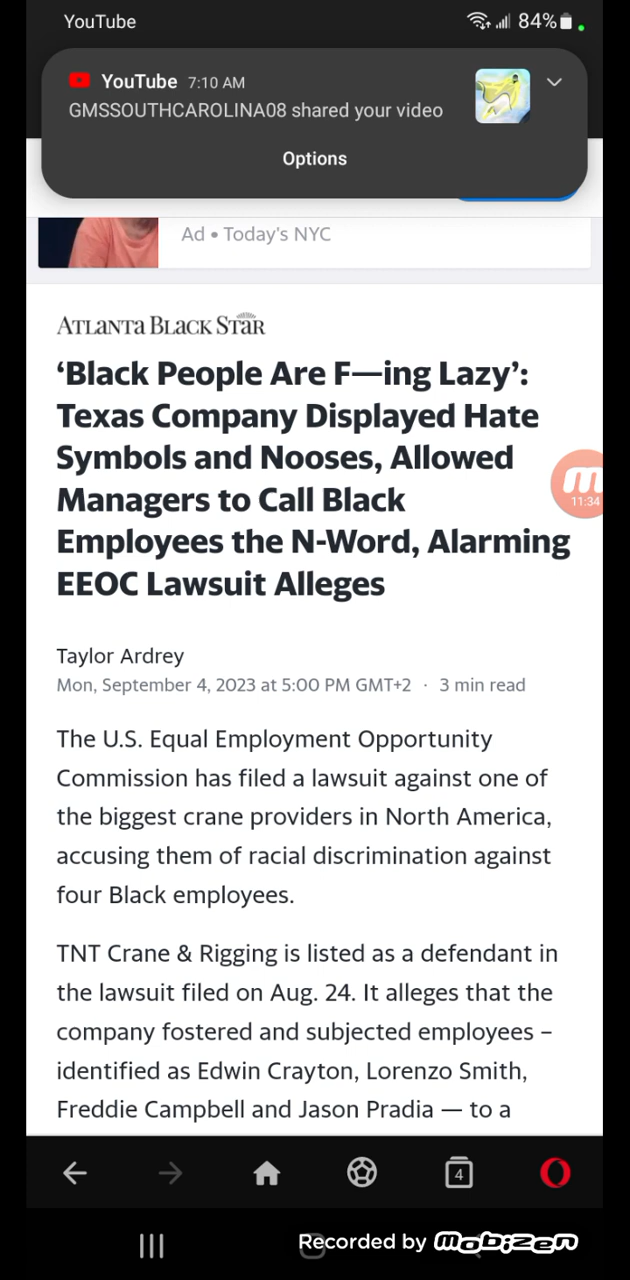 YouTube
84%
YouTube 7:10 AM
GMSSOUTHCAROLINA08 shared your video
Options
Ad • Today's NYC
ATLANTA BLACK STAR
‘Black People Are F—ing Lazy’:
Texas Company Displayed Hate
Symbols and Nooses, Allowed
Managers to Call Black
Employees the N-Word, Alarming
EEOC Lawsuit Alleges
11:34
Taylor Ardrey
Mon, September 4, 2023 at 5:00 PM GMT+2 · 3 min read
The U.S. Equal Employment Opportunity
Commission has filed a lawsuit against one of
the biggest crane providers in North America,
accusing them of racial discrimination against
four Black employees.
TNT Crane & Rigging is listed as a defendant in
the lawsuit filed on Aug. 24. It alleges that the
company fostered and subjected employees –
identified as Edwin Crayton, Lorenzo Smith,
Freddie Campbell and Jason Pradia — to a
4
Recorded by mobizen